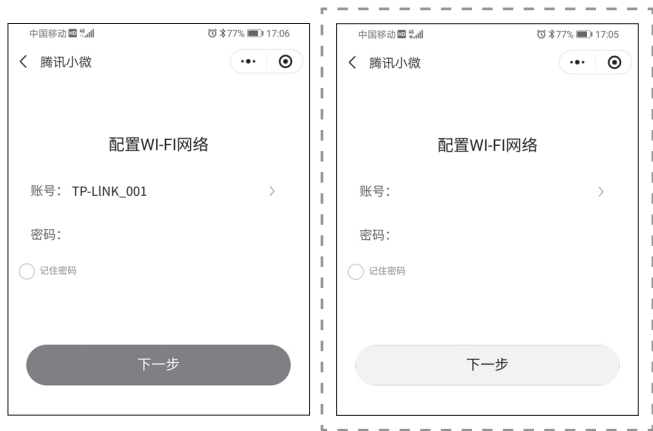 中国移动 HD 77% 17:06
腾讯小微
配置WI-FI网络
账号： TP-LlNK_001
密码：
记住密码
下一步
中国移动 HD 77% 17:05
腾讯小微
配置WI-FI网络
账号：
密码：
记住密码
下一步